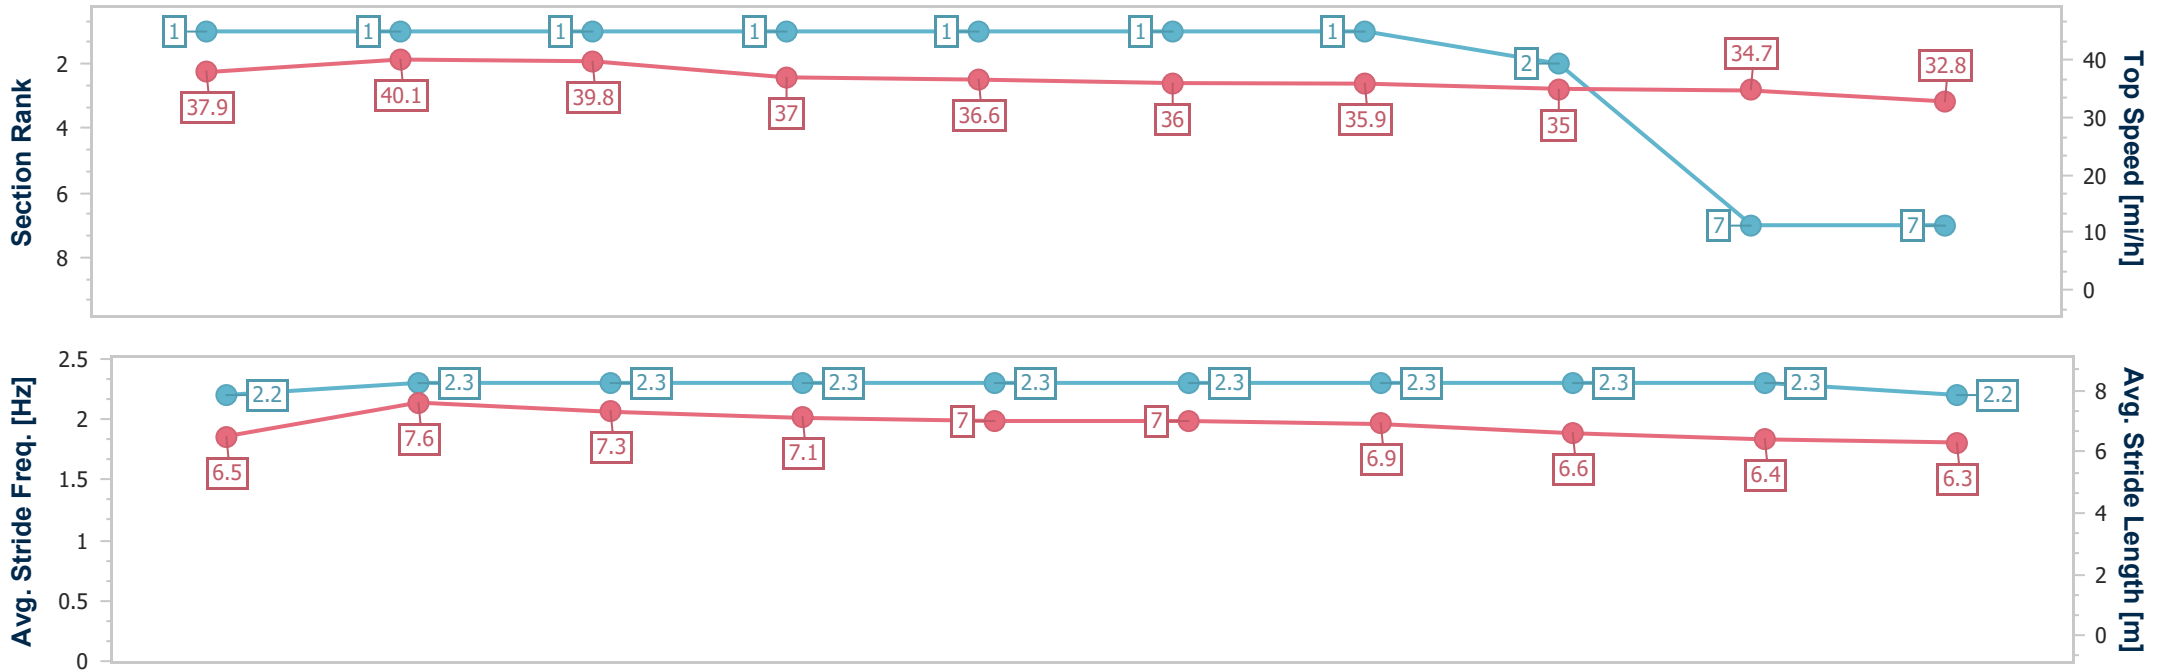 Section Rank
2
4
6
8
1 1 1 1 1 1 1 2 7 7
37.9 40.1 39.8 37 36.6 36 35.9 35 34.7 32.8
40
30
20
10
0
Top Speed [mi/h]
Avg. Stride Freq. [Hz]
2.5
2
1.5
1
0.5
0
2.2 2.3 2.3 2.3 2.3 2.3 2.3 2.3 2.3 2.2
6.5 7.6 7.3 7.1 7 7 6.9 6.6 6.4 6.3
8
6
4
2
0
Avg. Stride Length [m]